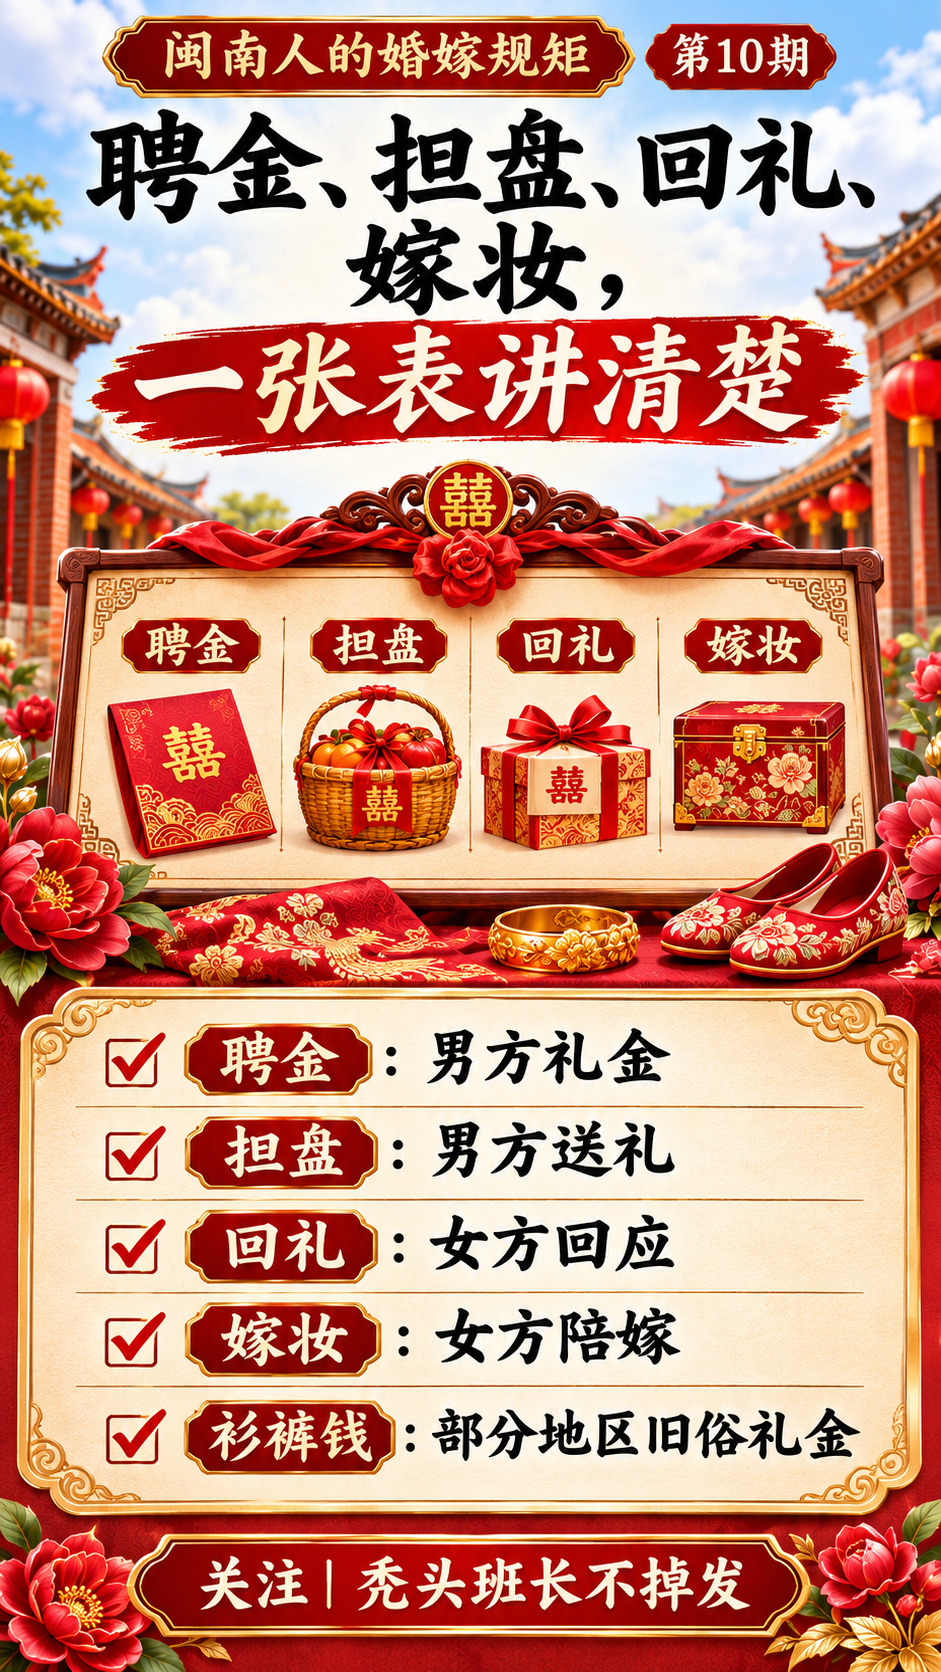 闽南人的婚嫁规矩
第10期
聘金、担盘、回礼、
嫁妆，
一张表讲清楚
囍
聘金
担盘
回礼
嫁妆
囍
囍
囍
聘金：男方礼金
担盘：男方送礼
回礼：女方回应
嫁妆：女方陪嫁
衫裤钱：部分地区旧俗礼金
关注｜秃头班长不掉发